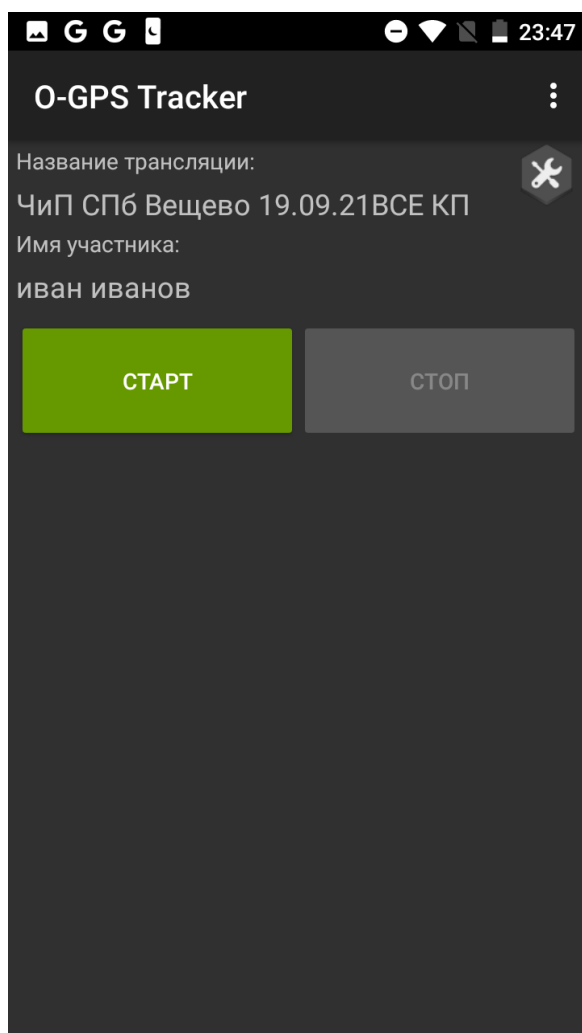 23:47
O-GPS Tracker
Название трансляции:
ЧиП СПб Вещево 19.09.21ВСЕ КП
Имя участника:
иван иванов
СТАРТ СТОП